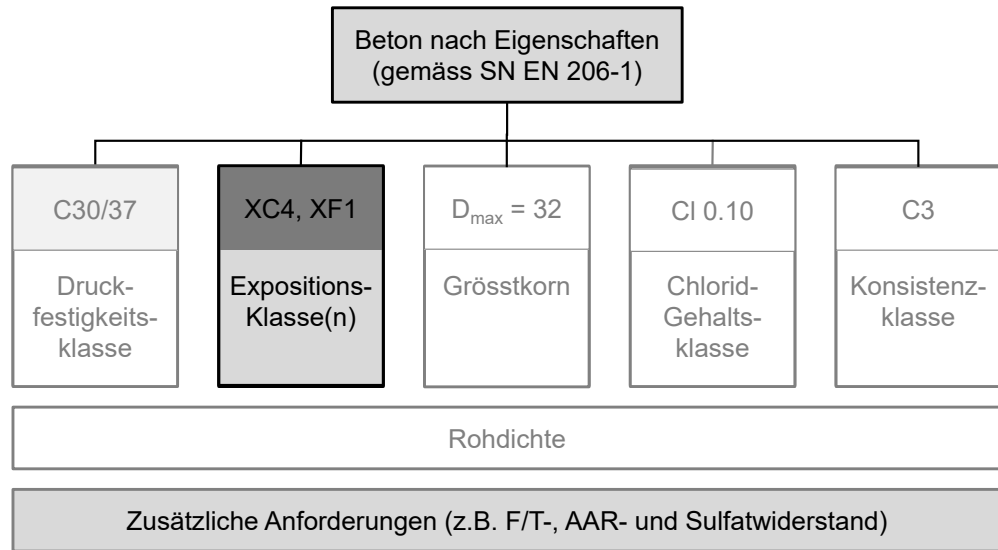 Beton nach Eigenschaften
(gemäss SN EN 206-1)
C30/37
XC4, XF1
Dmax = 32
Cl 0.10
C3
Druck-
festigkeits-
klasse
Expositions-
Klasse(n)
Grösstkorn
Chlorid-
Gehalts-
klasse
Konsistenz-
klasse
Rohdichte
Zusätzliche Anforderungen (z.B. F/T-, AAR- und Sulfatwiderstand)